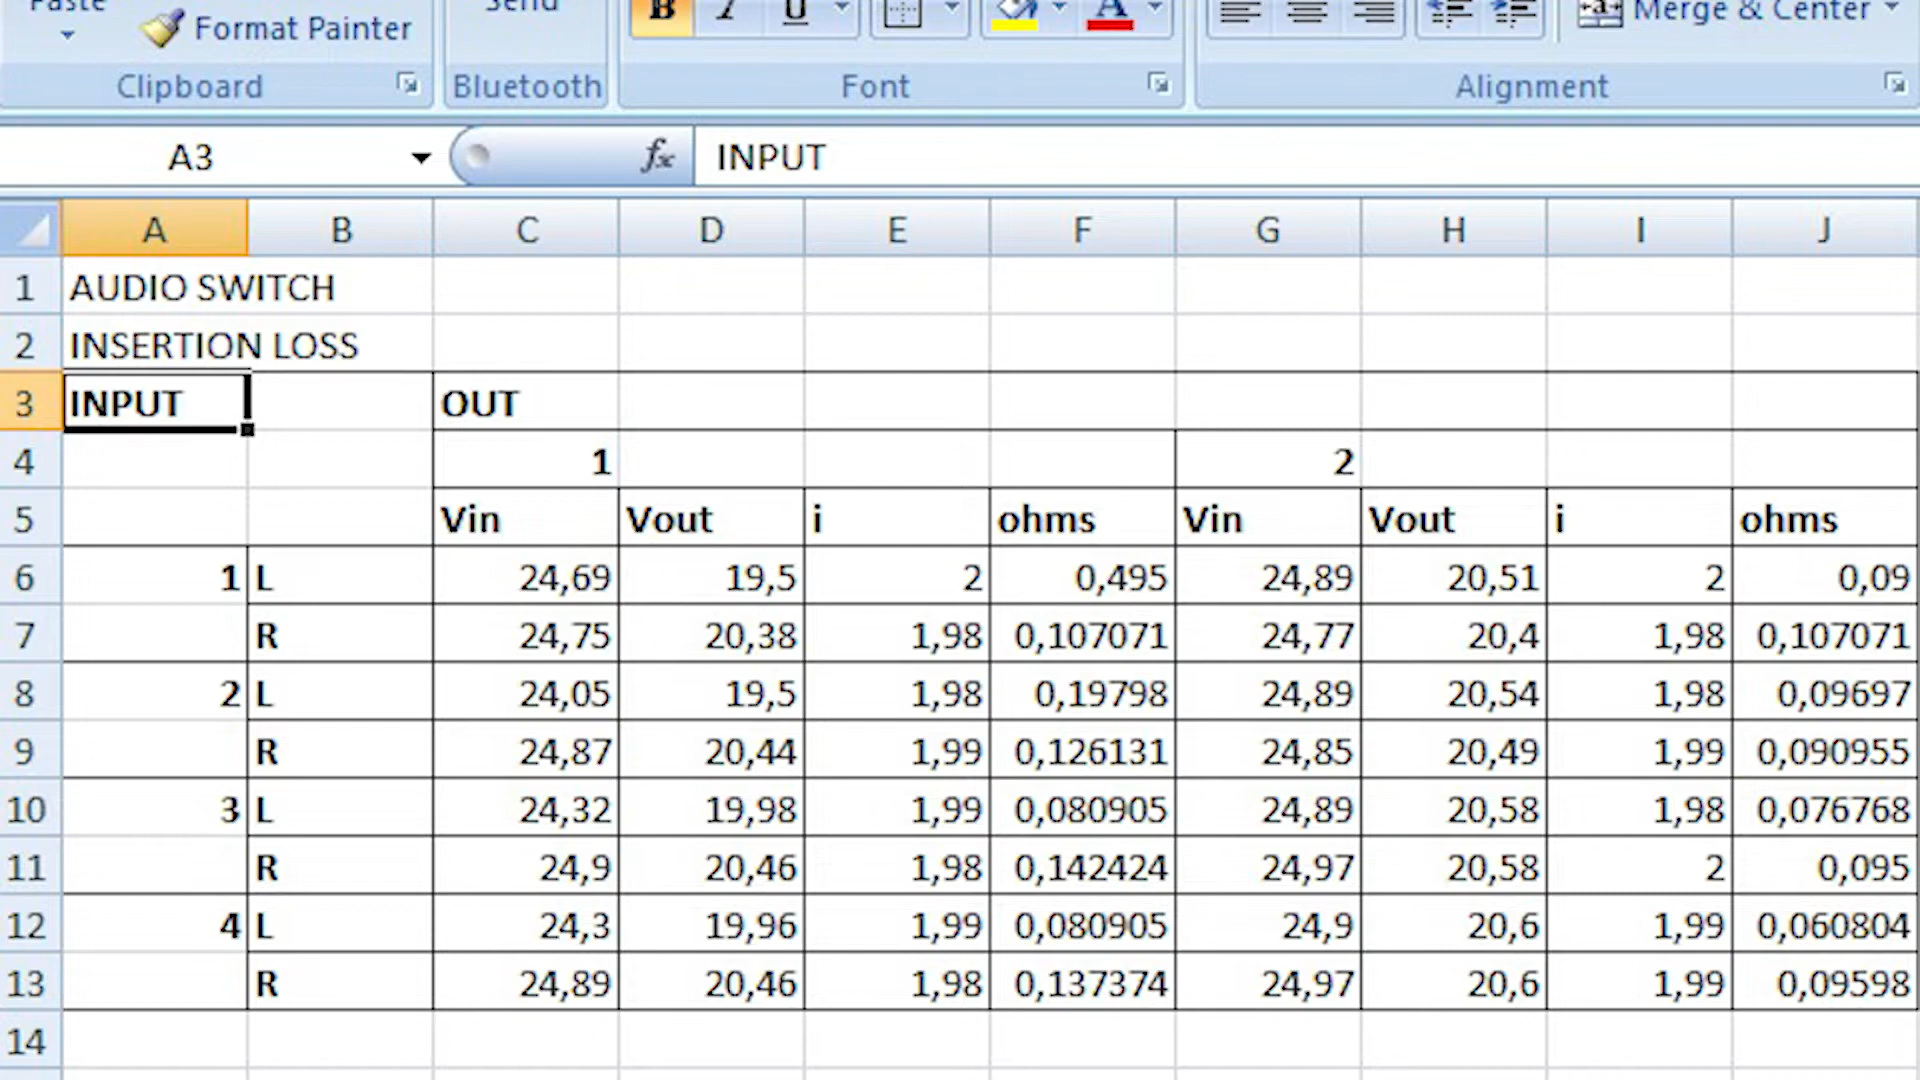 Paste Format Painter Send B I U A Merge & Center
Clipboard Bluetooth Font Alignment
A3 fx INPUT
A B C D E F G H I J
1 AUDIO SWITCH
2 INSERTION LOSS
3 INPUT OUT
4 1 2
5 Vin Vout i ohms Vin Vout i ohms
6 1 L 24,69 19,5 2 0,495 24,89 20,51 2 0,09
7 R 24,75 20,38 1,98 0,107071 24,77 20,4 1,98 0,107071
8 2 L 24,05 19,5 1,98 0,19798 24,89 20,54 1,98 0,09697
9 R 24,87 20,44 1,99 0,126131 24,85 20,49 1,99 0,090955
10 3 L 24,32 19,98 1,99 0,080905 24,89 20,58 1,98 0,076768
11 R 24,9 20,46 1,98 0,142424 24,97 20,58 2 0,095
12 4 L 24,3 19,96 1,99 0,080905 24,9 20,6 1,99 0,060804
13 R 24,89 20,46 1,98 0,137374 24,97 20,6 1,99 0,09598
14